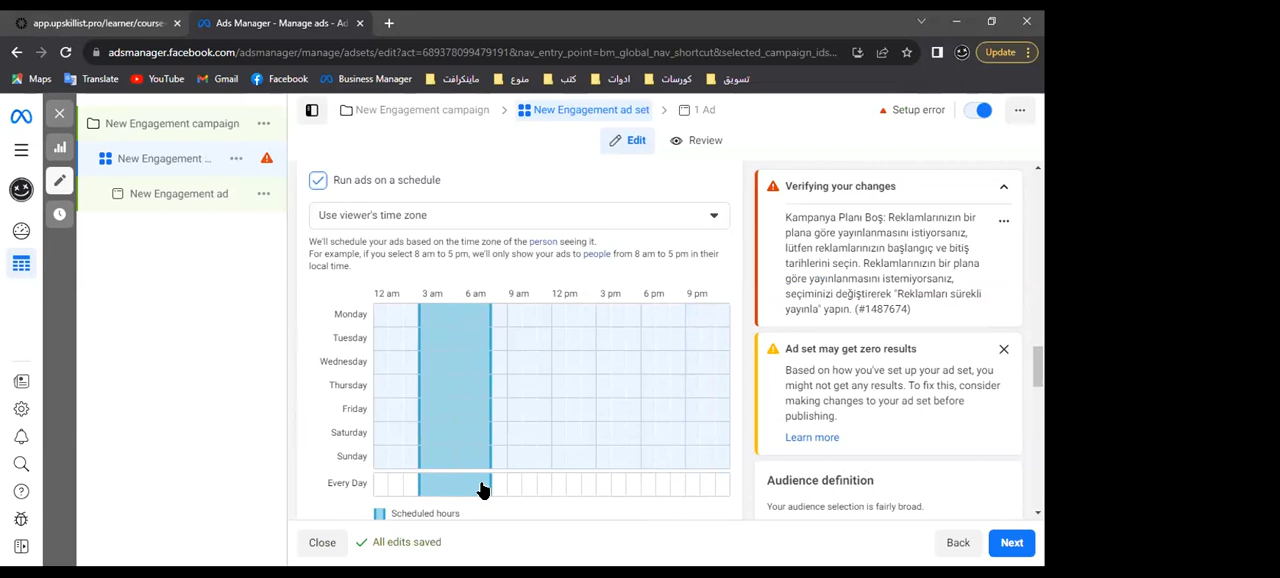 app.upskillist.pro/learner/course
Ads Manager - Manage ads - Ad
adsmanager.facebook.com/adsmanager/manage/adsets/edit?act=689378099479191&nav_entry_point=bm_global_nav_shortcut&selected_campaign_ids...
Update
Maps
Translate
YouTube
Gmail
Facebook
Business Manager
ماينكرافت
منوع
كتب
ادوات
كورسات
تسويق
New Engagement campaign
New Engagement ad set
1 Ad
Setup error
Edit
Review
New Engagement campaign
New Engagement ...
New Engagement ad
Run ads on a schedule
Use viewer's time zone
We'll schedule your ads based on the time zone of the person seeing it.
For example, if you select 8 am to 5 pm, we'll only show your ads to people from 8 am to 5 pm in their
local time.
12 am 3 am 6 am 9 am 12 pm 3 pm 6 pm 9 pm
Monday
Tuesday
Wednesday
Thursday
Friday
Saturday
Sunday
Every Day
Scheduled hours
Verifying your changes
Kampanya Planı Boş: Reklamlarınızın bir
plana göre yayınlanmasını istiyorsanız,
lütfen reklamlarınızın başlangıç ve bitiş
tarihlerini seçin. Reklamlarınızın bir plana
göre yayınlanmasını istemiyorsanız,
seçiminizi değiştirerek "Reklamları sürekli
yayınla" yapın. (#1487674)
Ad set may get zero results
Based on how you've set up your ad set, you
might not get any results. To fix this, consider
making changes to your ad set before
publishing.
Learn more
Audience definition
Your audience selection is fairly broad.
Close
All edits saved
Back
Next